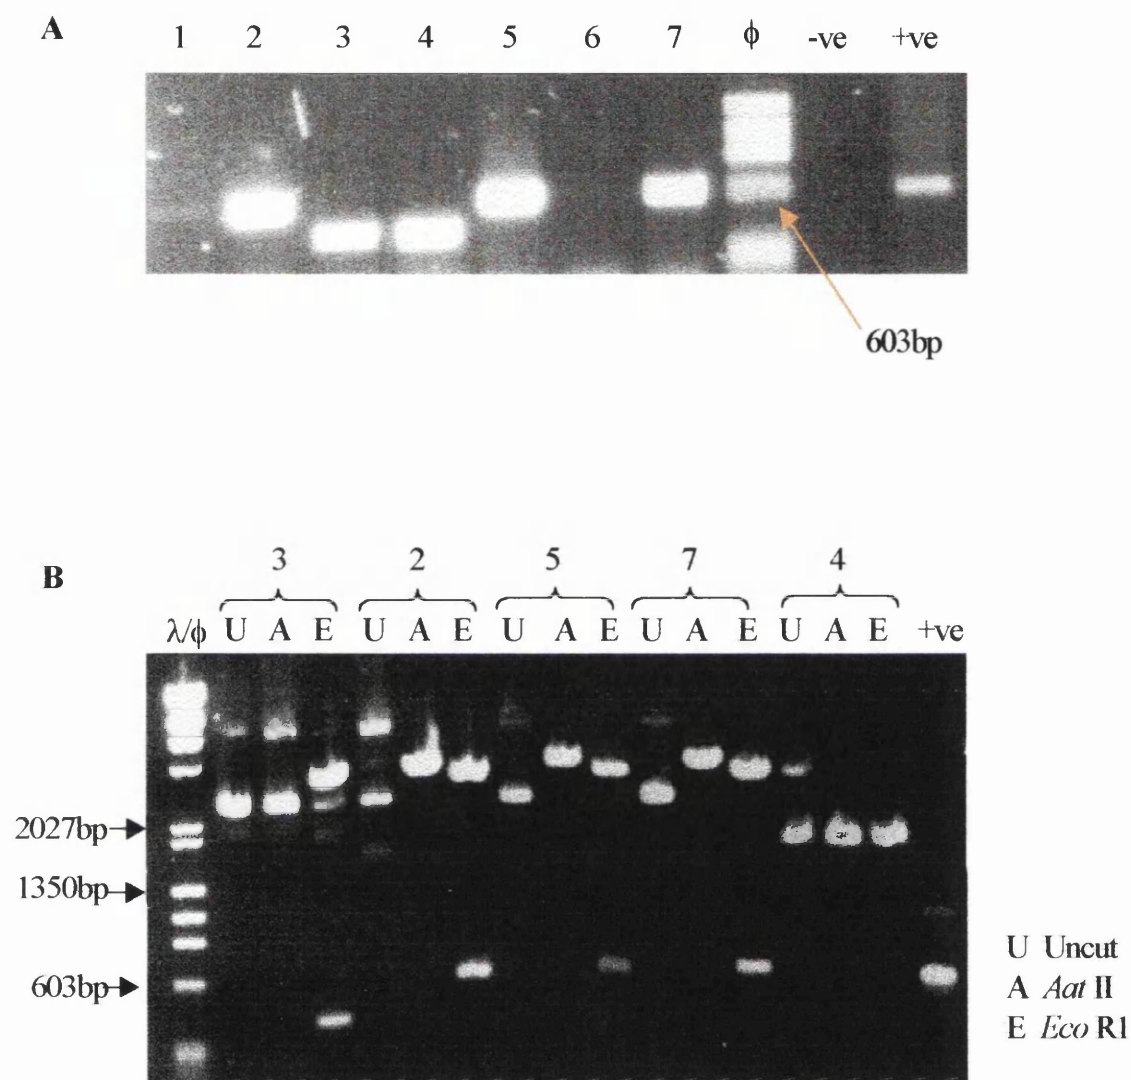 A
1 2 3 4 5 6 7 ϕ -ve +ve
603bp
B
3 2 5 7 4
λ/ϕ U A E U A E U A E U A E U A E +ve
2027bp
1350bp
603bp
U Uncut
A Aat II
E Eco R1